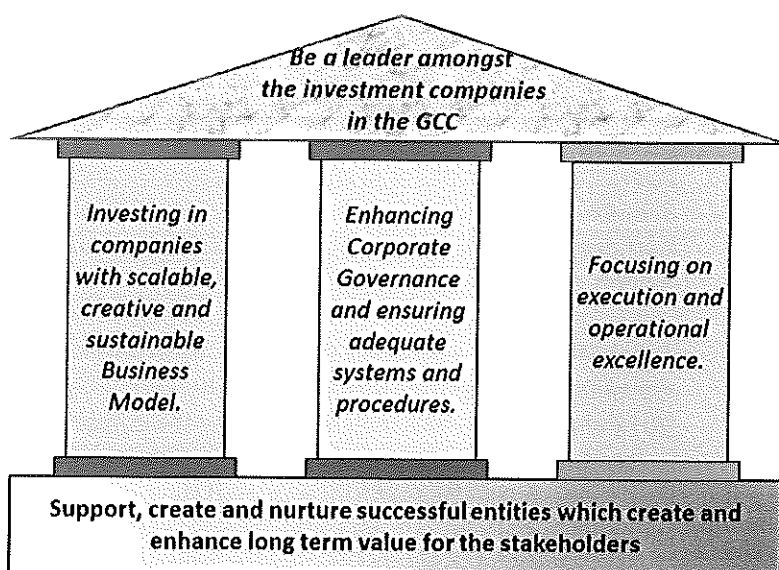 Be a leader amongst
the investment companies
in the GCC
Investing in
companies
with scalable,
creative and
sustainable
Business
Model.
Enhancing
Corporate
Governance
and ensuring
adequate
systems and
procedures.
Focusing on
execution and
operational
excellence.
Support, create and nurture successful entities which create and
enhance long term value for the stakeholders